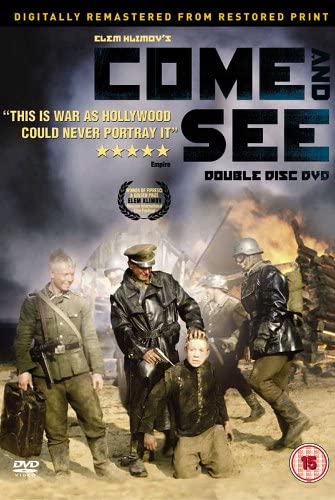 DIGITALLY REMASTERED FROM RESTORED PRINT
ELEM KLIMOV'S
COME
AND
SEE
DOUBLE DISC DVD
"THIS IS WAR AS HOLLYWOOD
COULD NEVER PORTRAY IT"
Empire
ELEM KLIMOV
DVD
VIDEO
15